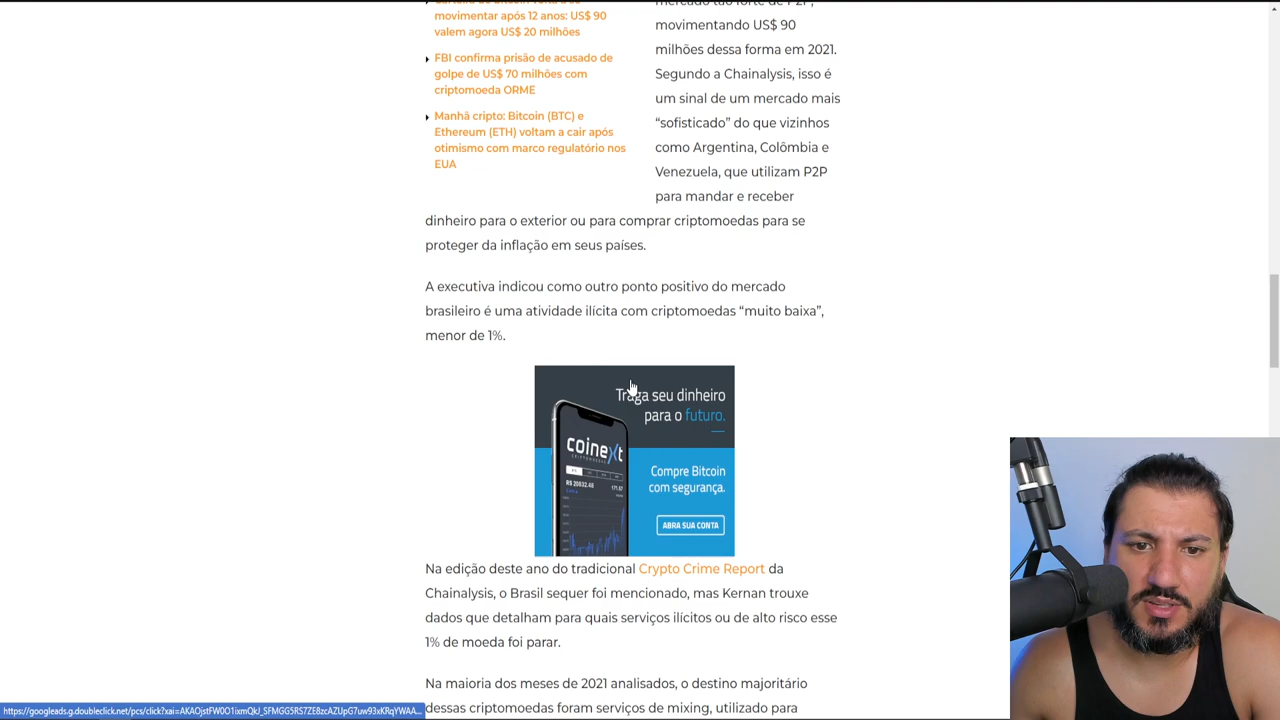 Carteira de Bitcoin volta a se
movimentar após 12 anos: US$ 90
valem agora US$ 20 milhões
FBI confirma prisão de acusado de
golpe de US$ 70 milhões com
criptomoeda ORME
Manhã cripto: Bitcoin (BTC) e
Ethereum (ETH) voltam a cair após
otimismo com marco regulatório nos
EUA
mercado tão forte de P2P,
movimentando US$ 90
milhões dessa forma em 2021.
Segundo a Chainalysis, isso é
um sinal de um mercado mais
“sofisticado” do que vizinhos
como Argentina, Colômbia e
Venezuela, que utilizam P2P
para mandar e receber
dinheiro para o exterior ou para comprar criptomoedas para se
proteger da inflação em seus países.
A executiva indicou como outro ponto positivo do mercado
brasileiro é uma atividade ilícita com criptomoedas “muito baixa”,
menor de 1%.
Traga seu dinheiro
para o futuro.
coinext
CRIPTOMOEDAS
R$ 20032.48
Compre Bitcoin
com segurança.
ABRA SUA CONTA
Na edição deste ano do tradicional Crypto Crime Report da
Chainalysis, o Brasil sequer foi mencionado, mas Kernan trouxe
dados que detalham para quais serviços ilícitos ou de alto risco esse
1% de moeda foi parar.
Na maioria dos meses de 2021 analisados, o destino majoritário
dessas criptomoedas foram serviços de mixing, utilizado para